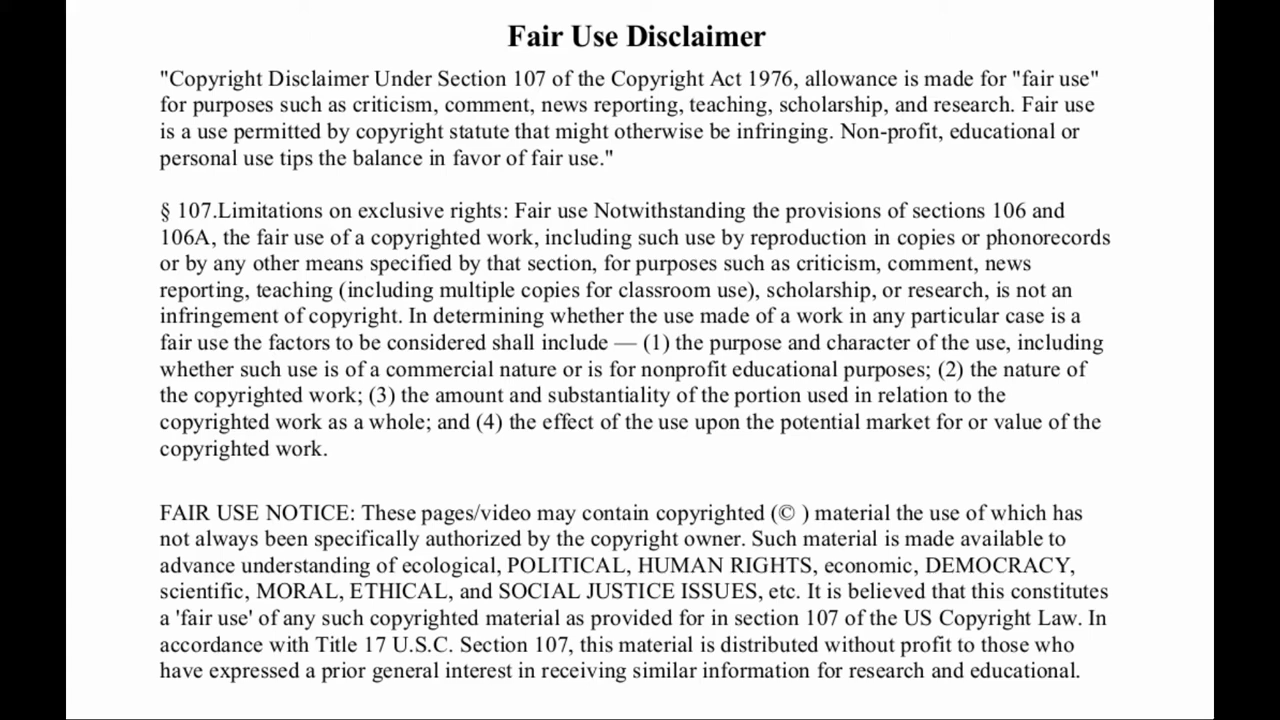 Fair Use Disclaimer
"Copyright Disclaimer Under Section 107 of the Copyright Act 1976, allowance is made for "fair use"
for purposes such as criticism, comment, news reporting, teaching, scholarship, and research. Fair use
is a use permitted by copyright statute that might otherwise be infringing. Non-profit, educational or
personal use tips the balance in favor of fair use."
§ 107.Limitations on exclusive rights: Fair use Notwithstanding the provisions of sections 106 and
106A, the fair use of a copyrighted work, including such use by reproduction in copies or phonorecords
or by any other means specified by that section, for purposes such as criticism, comment, news
reporting, teaching (including multiple copies for classroom use), scholarship, or research, is not an
infringement of copyright. In determining whether the use made of a work in any particular case is a
fair use the factors to be considered shall include — (1) the purpose and character of the use, including
whether such use is of a commercial nature or is for nonprofit educational purposes; (2) the nature of
the copyrighted work; (3) the amount and substantiality of the portion used in relation to the
copyrighted work as a whole; and (4) the effect of the use upon the potential market for or value of the
copyrighted work.
FAIR USE NOTICE: These pages/video may contain copyrighted (© ) material the use of which has
not always been specifically authorized by the copyright owner. Such material is made available to
advance understanding of ecological, POLITICAL, HUMAN RIGHTS, economic, DEMOCRACY,
scientific, MORAL, ETHICAL, and SOCIAL JUSTICE ISSUES, etc. It is believed that this constitutes
a 'fair use' of any such copyrighted material as provided for in section 107 of the US Copyright Law. In
accordance with Title 17 U.S.C. Section 107, this material is distributed without profit to those who
have expressed a prior general interest in receiving similar information for research and educational.